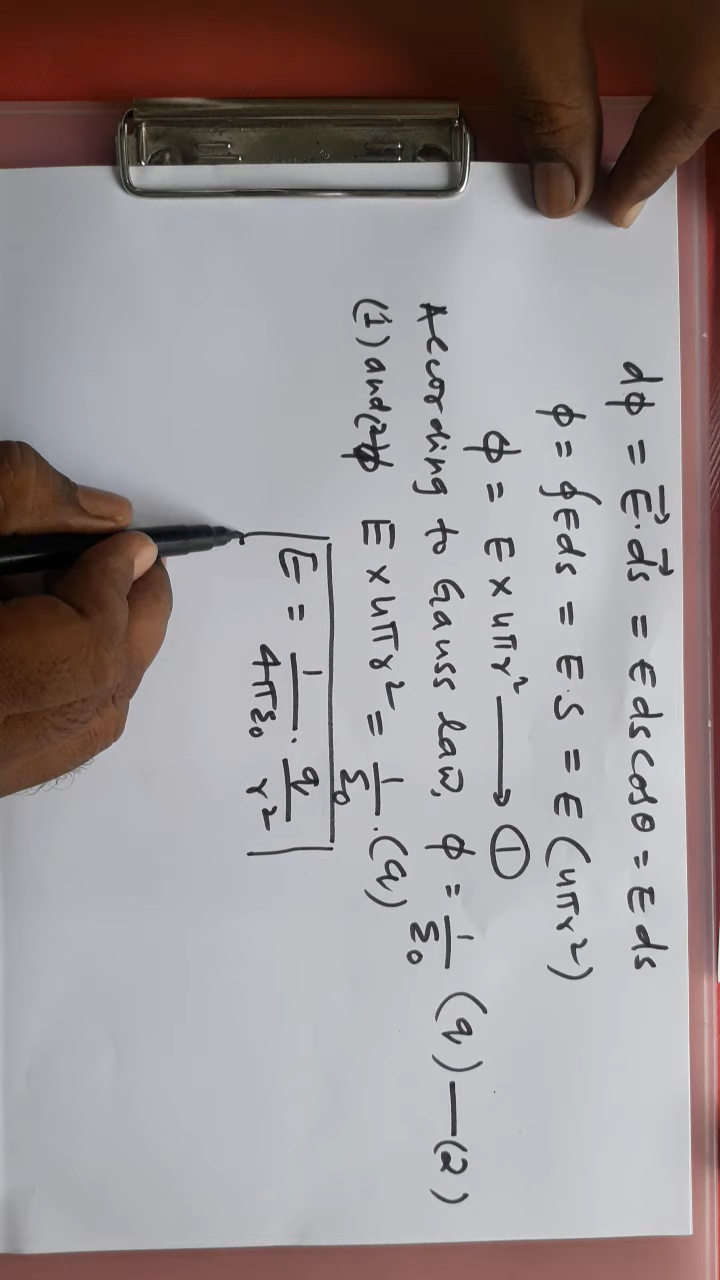 dφ = E⃗·ds⃗ = E ds cosθ = E ds
φ = ∮Eds = E.S = E (4πr²)
φ = E × 4πr² ⟶ ①
According to Gauss law, φ = 1/ε₀ (q) — (2)
(1) and (2) E × 4πr² = 1/ε₀ · (q)
E = 1/4πε₀ · q/r²